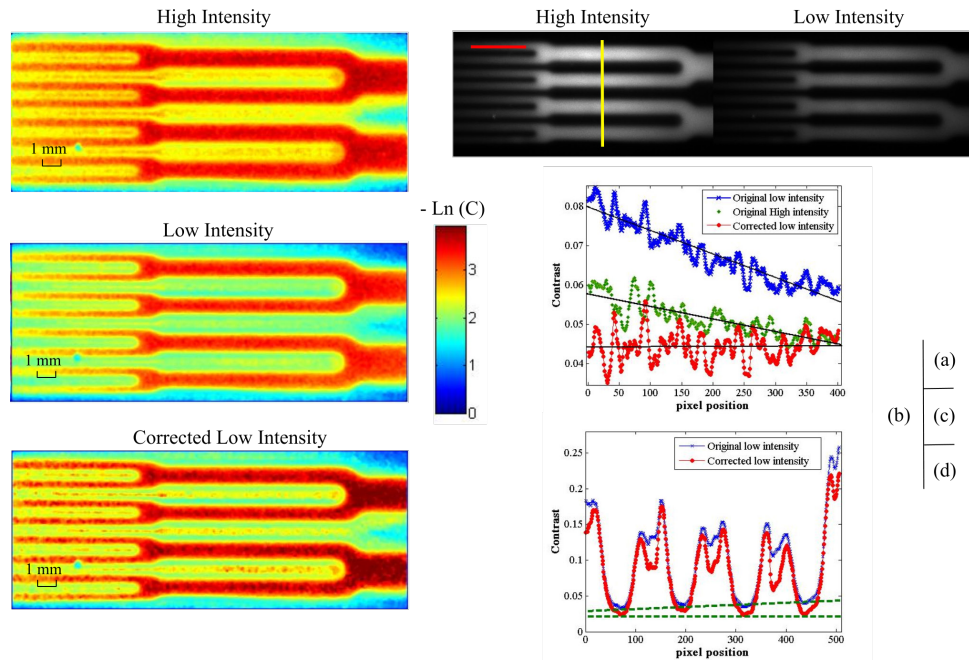 High Intensity
1 mm
Low Intensity
1 mm
Corrected Low Intensity
1 mm
- Ln (C)
3
2
1
0
High Intensity
Low Intensity
Original low intensity
Original High intensity
Corrected low intensity
Contrast
0.08
0.07
0.06
0.05
0.04
0 50 100 150 200 250 300 350 400
pixel position
Original low intensity
Corrected low intensity
Contrast
0.25
0.2
0.15
0.1
0.05
0
0 100 200 300 400 500
pixel position
(a)
(b) (c)
(d)